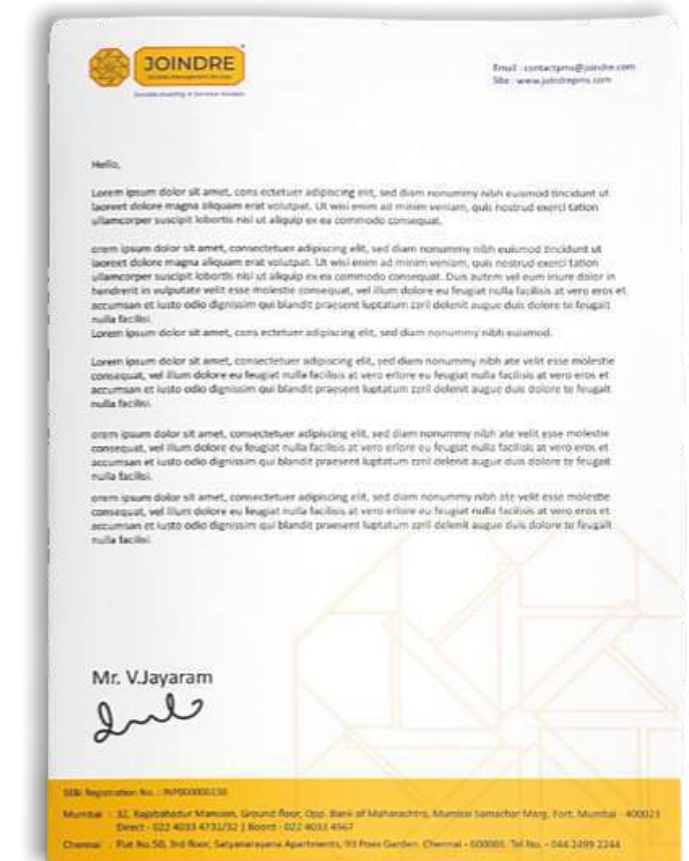 JOINDRE
Email : contactpms@joindre.com
Site : www.joindrepms.com
Hello,
Lorem ipsum dolor sit amet, cons ectetuer adipiscing elit, sed diam nonummy nibh euismod tincidunt ut
laoreet dolore magna aliquam erat volutpat. Ut wisi enim ad minim veniam, quis nostrud exerci tation
ullamcorper suscipit lobortis nisl ut aliquip ex ea commodo consequat.
orem ipsum dolor sit amet, consectetuer adipiscing elit, sed diam nonummy nibh euismod tincidunt ut
laoreet dolore magna aliquam erat volutpat. Ut wisi enim ad minim veniam, quis nostrud exerci tation
ullamcorper suscipit lobortis nisl ut aliquip ex ea commodo consequat. Duis autem vel eum iriure dolor in
hendrerit in vulputate velit esse molestie consequat, vel illum dolore eu feugiat nulla facilisis at vero eros et
accumsan et iusto odio dignissim qui blandit praesent luptatum zzril delenit augue duis dolore te feugait
nulla facilisi.
Lorem ipsum dolor sit amet, cons ectetuer adipiscing elit, sed diam nonummy nibh euismod.
Lorem ipsum dolor sit amet, consectetuer adipiscing elit, sed diam nonummy nibh ate velit esse molestie
consequat, vel illum dolore eu feugiat nulla facilisis at vero eriore eu feugiat nulla facilisis at vero eros et
accumsan et iusto odio dignissim qui blandit praesent luptatum zzril delenit augue duis dolore te feugait
nulla facilisi.
orem ipsum dolor sit amet, consectetuer adipiscing elit, sed diam nonummy nibh ate velit esse molestie
consequat, vel illum dolore eu feugiat nulla facilisis at vero eriore eu feugiat nulla facilisis at vero eros et
accumsan et iusto odio dignissim qui blandit praesent luptatum zzril delenit augue duis dolore te feugait
nulla facilisi.
orem ipsum dolor sit amet, consectetuer adipiscing elit, sed diam nonummy nibh ate velit esse molestie
consequat, vel illum dolore eu feugiat nulla facilisis at vero eriore eu feugiat nulla facilisis at vero eros et
accumsan et iusto odio dignissim qui blandit praesent luptatum zzril delenit augue duis dolore te feugait
nulla facilisi.
Mr. V.Jayaram
SEBI Registration No. :
Mumbai : 32, Rajabahadur Mansion, Ground floor, Opp. Bank of Maharashtra, Mumbai Samachar Marg, Fort, Mumbai - 400023
Direct - 022 4033 4731/32 | Board - 022 4033 4567
Chennai : Flat No.50, 3rd floor, Satyanarayana Apartments, 93 Poes Garden, Chennai - Tel No. - 044 2499 2244